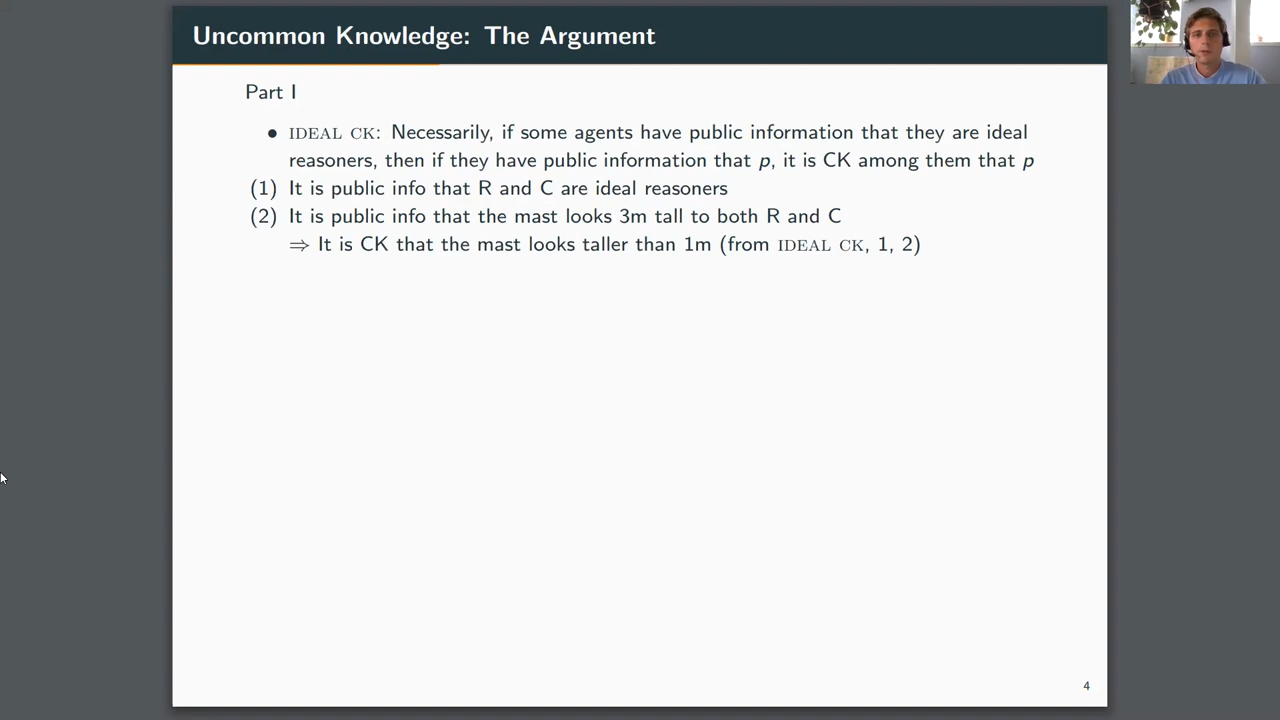 Uncommon Knowledge: The Argument
Part I
• IDEAL CK: Necessarily, if some agents have public information that they are ideal
reasoners, then if they have public information that p, it is CK among them that p
(1) It is public info that R and C are ideal reasoners
(2) It is public info that the mast looks 3m tall to both R and C
⇒ It is CK that the mast looks taller than 1m (from IDEAL CK, 1, 2)
4